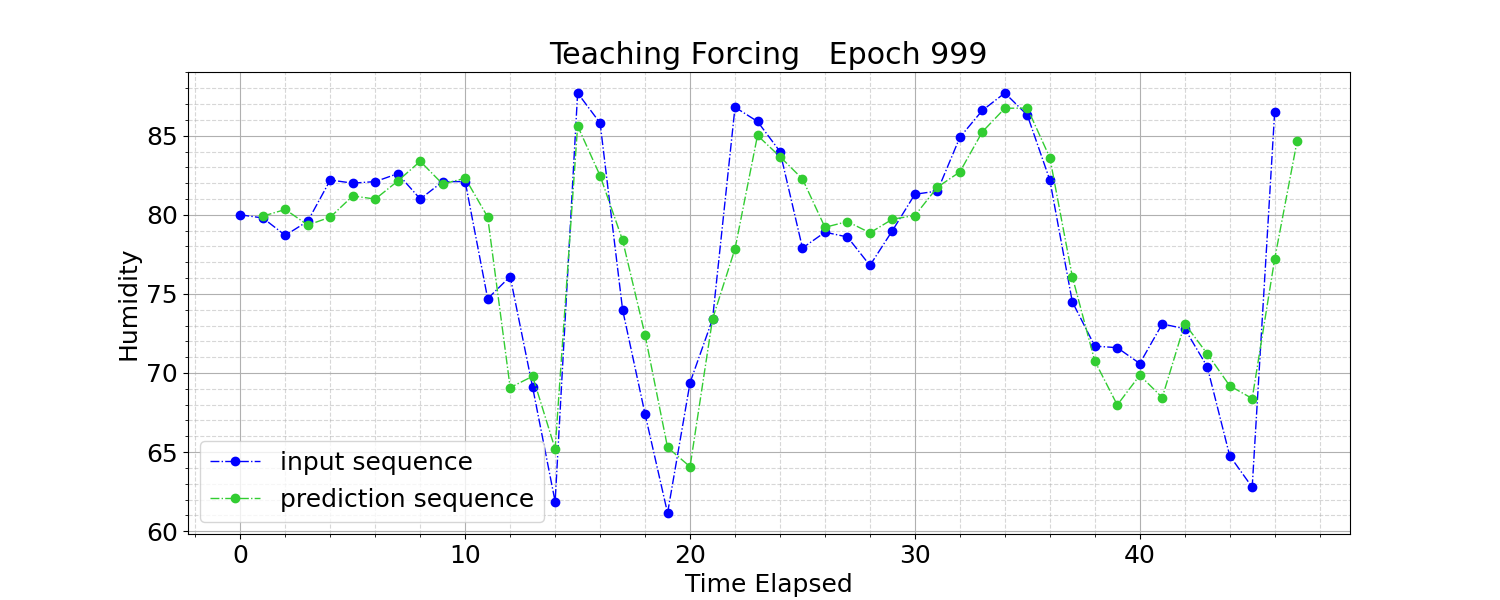 Teaching Forcing   Epoch 999
Humidity
85
80
75
70
65
60
input sequence
prediction sequence
0 10 20 30 40
Time Elapsed